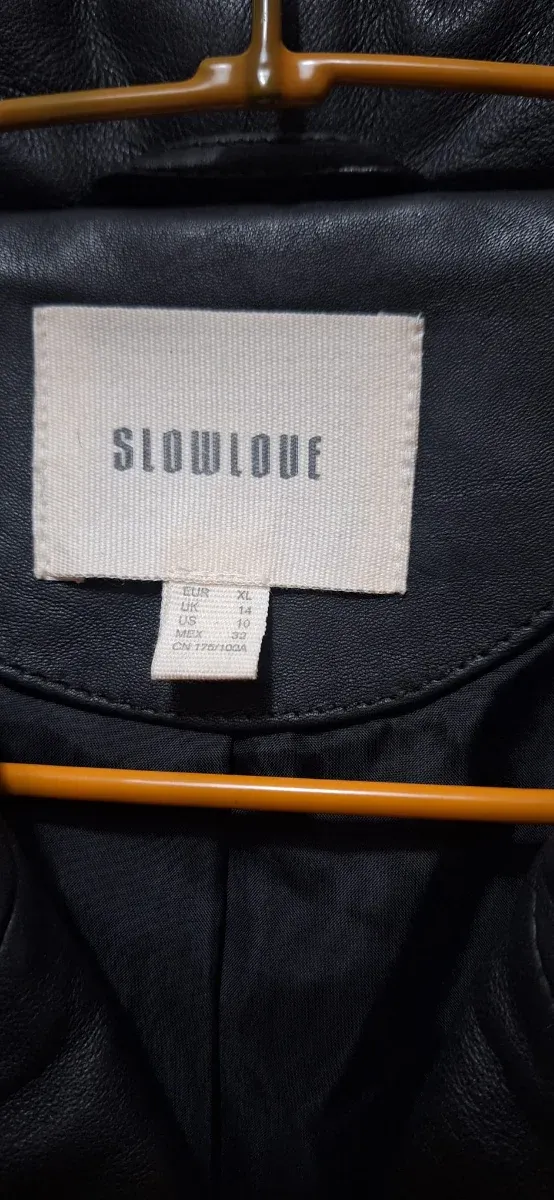 SLOWLOVE
EUR XL
UK 14
US 10
MEX 32
CN 175/100A